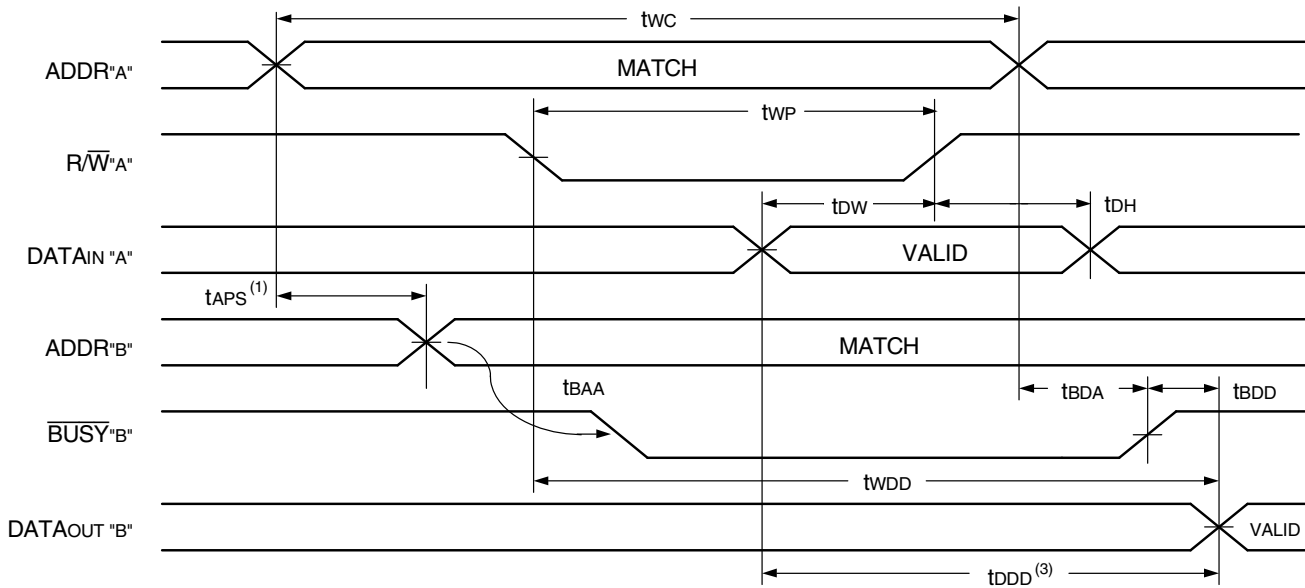 tWC
ADDR"A"
MATCH
tWP
R/W̅"A"
tDW
tDH
DATAIN "A"
VALID
tAPS(1)
ADDR"B"
MATCH
tBAA
tBDA
tBDD
B̅U̅S̅Y̅"B"
tWDD
DATAOUT "B"
VALID
tDDD(3)